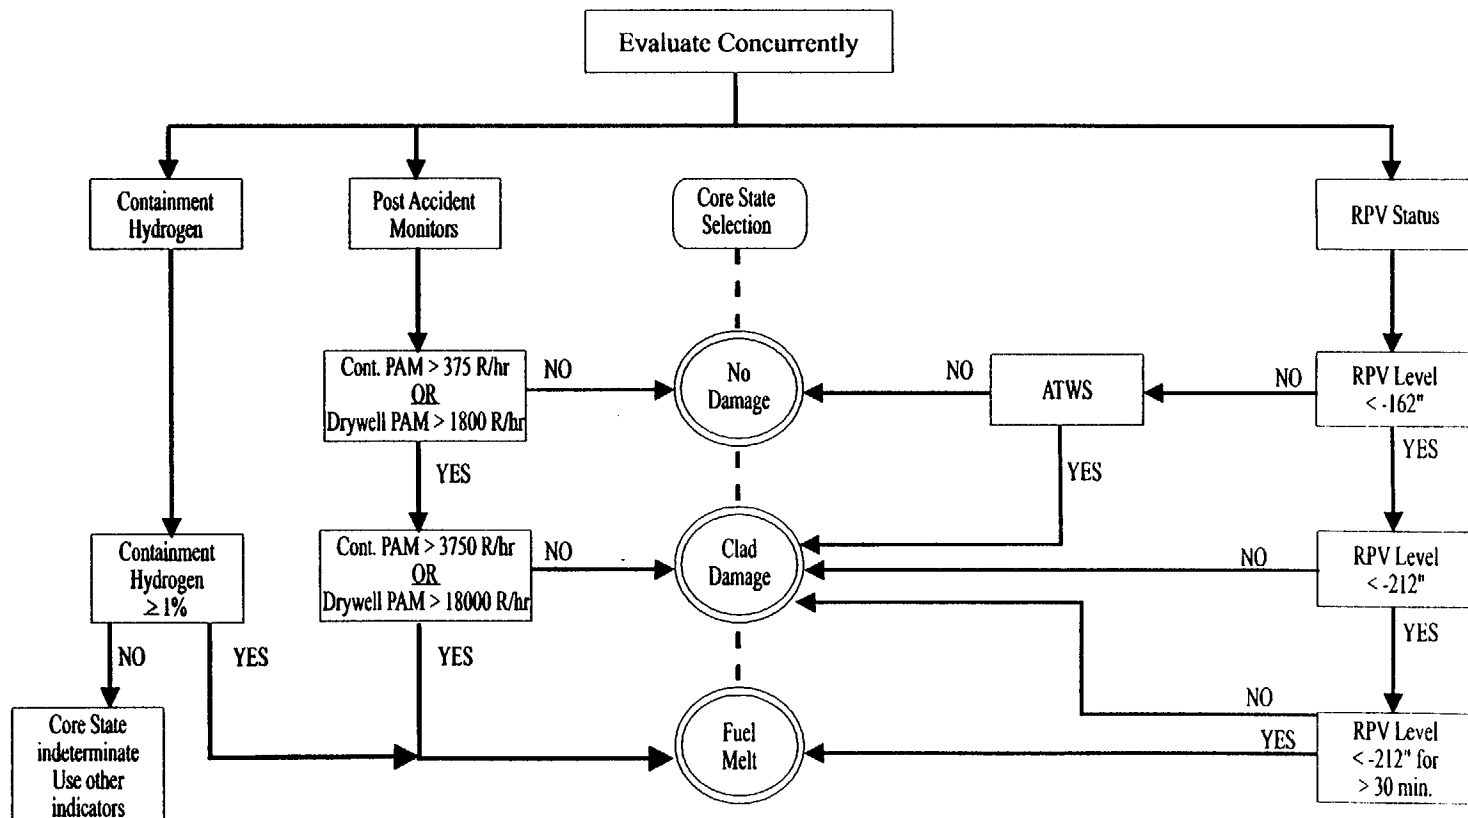 Evaluate Concurrently
Containment
Hydrogen
Post Accident
Monitors
Core State
Selection
RPV Status
Cont. PAM > 375 R/hr
OR
Drywell PAM > 1800 R/hr
NO
No
Damage
NO
ATWS
NO
RPV Level
< -162"
YES
YES
YES
Containment
Hydrogen
≥ 1%
Cont. PAM > 3750 R/hr
OR
Drywell PAM > 18000 R/hr
NO
Clad
Damage
NO
RPV Level
< -212"
NO
YES
YES
YES
Core State
indeterminate
Use other
indicators
Fuel
Melt
NO
YES
RPV Level
< -212" for
> 30 min.